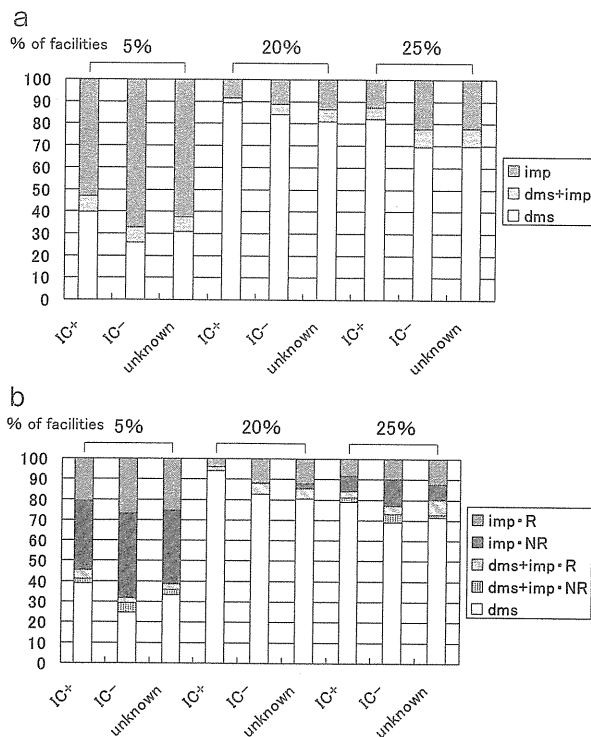 a
% of facilities
5%
20%
25%
100
90
80
70
60
50
40
30
20
10
0
IC+
IC−
unknown
IC+
IC−
unknown
IC+
IC−
unknown
imp
dms+imp
dms
b
% of facilities
5%
20%
25%
100
90
80
70
60
50
40
30
20
10
0
IC+
IC−
unknown
IC+
IC−
unknown
IC+
IC−
unknown
imp・R
imp・NR
dms+imp・R
dms+imp・NR
dms